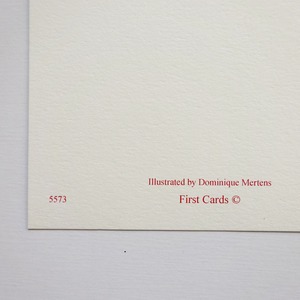 Illustrated by Dominique Mertens
5573 First Cards ©